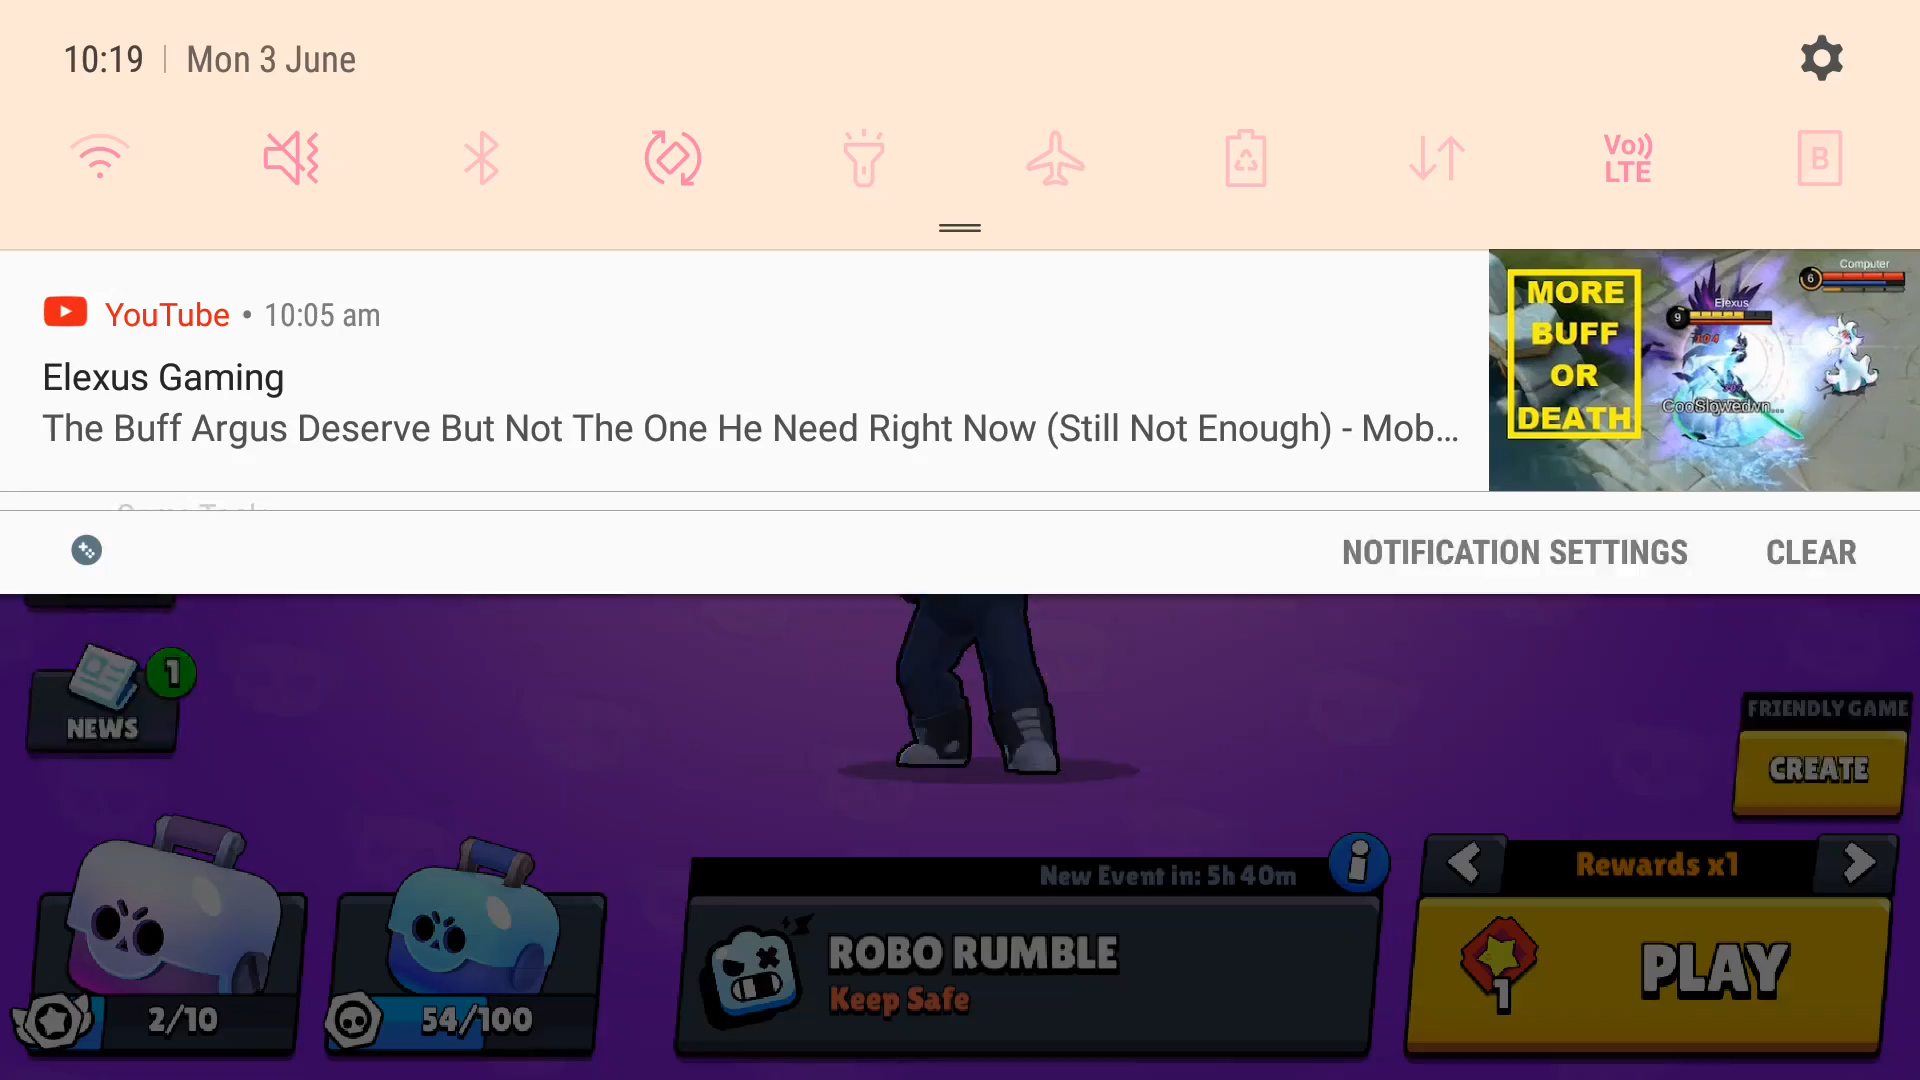 10:19 | Mon 3 June
Vo)) LTE
B
YouTube • 10:05 am
Elexus Gaming
The Buff Argus Deserve But Not The One He Need Right Now (Still Not Enough) - Mob...
MORE
BUFF
OR
DEATH
Computer
6
Elexus
9
104
NOTIFICATION SETTINGS
CLEAR
1
NEWS
FRIENDLY GAME
CREATE
New Event in: 5h 40m
i
Rewards x1
ROBO RUMBLE
Keep Safe
1
PLAY
2/10
54/100